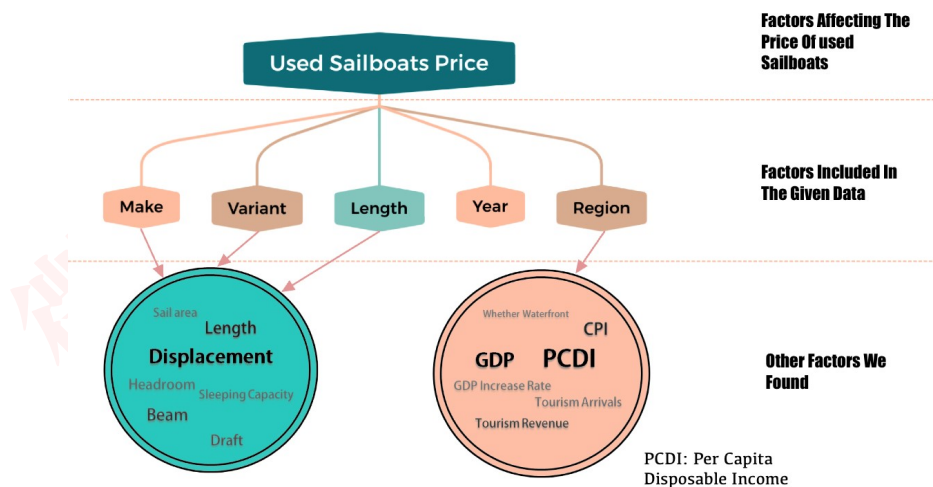 Factors Affecting The
Price Of used
Sailboats
Used Sailboats Price
Factors Included In
The Given Data
Make
Variant
Length
Year
Region
Sail area
Length
Displacement
Headroom
Sleeping Capacity
Beam
Draft
Whether Waterfront
CPI
GDP
PCDI
GDP Increase Rate
Tourism Arrivals
Tourism Revenue
Other Factors We
Found
PCDI: Per Capita
Disposable Income